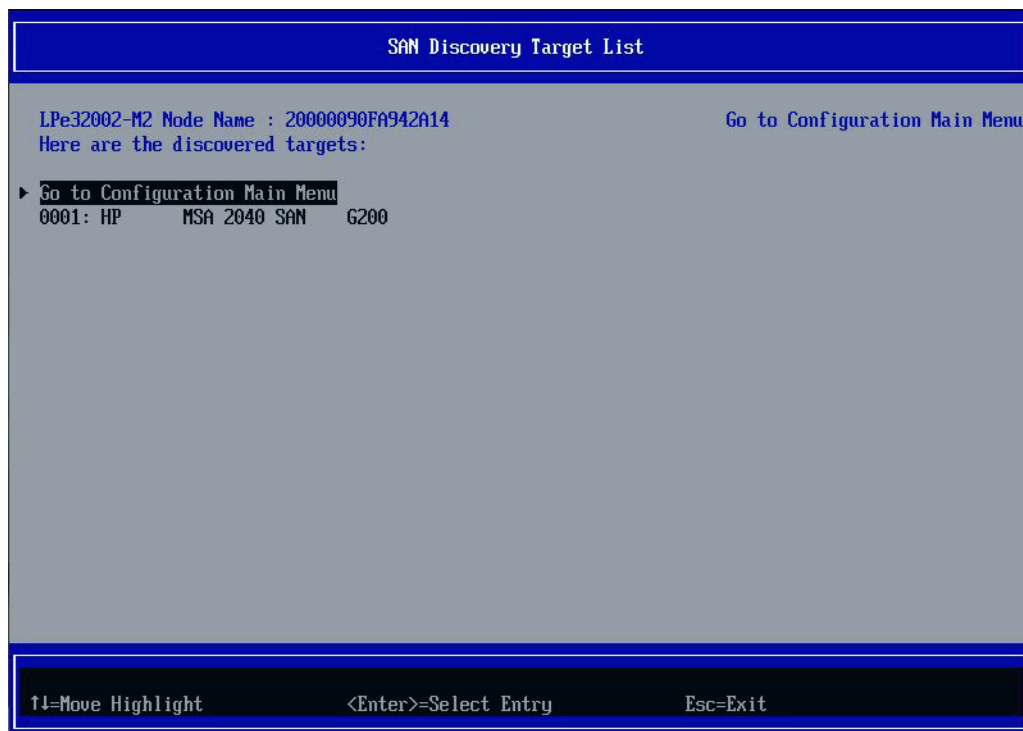 SAN Discovery Target List
LPe32002-M2 Node Name : 20000090FA942A14
Go to Configuration Main Menu
Here are the discovered targets:
Go to Configuration Main Menu
0001: HP MSA 2040 SAN G200
↑↓=Move Highlight <Enter>=Select Entry Esc=Exit